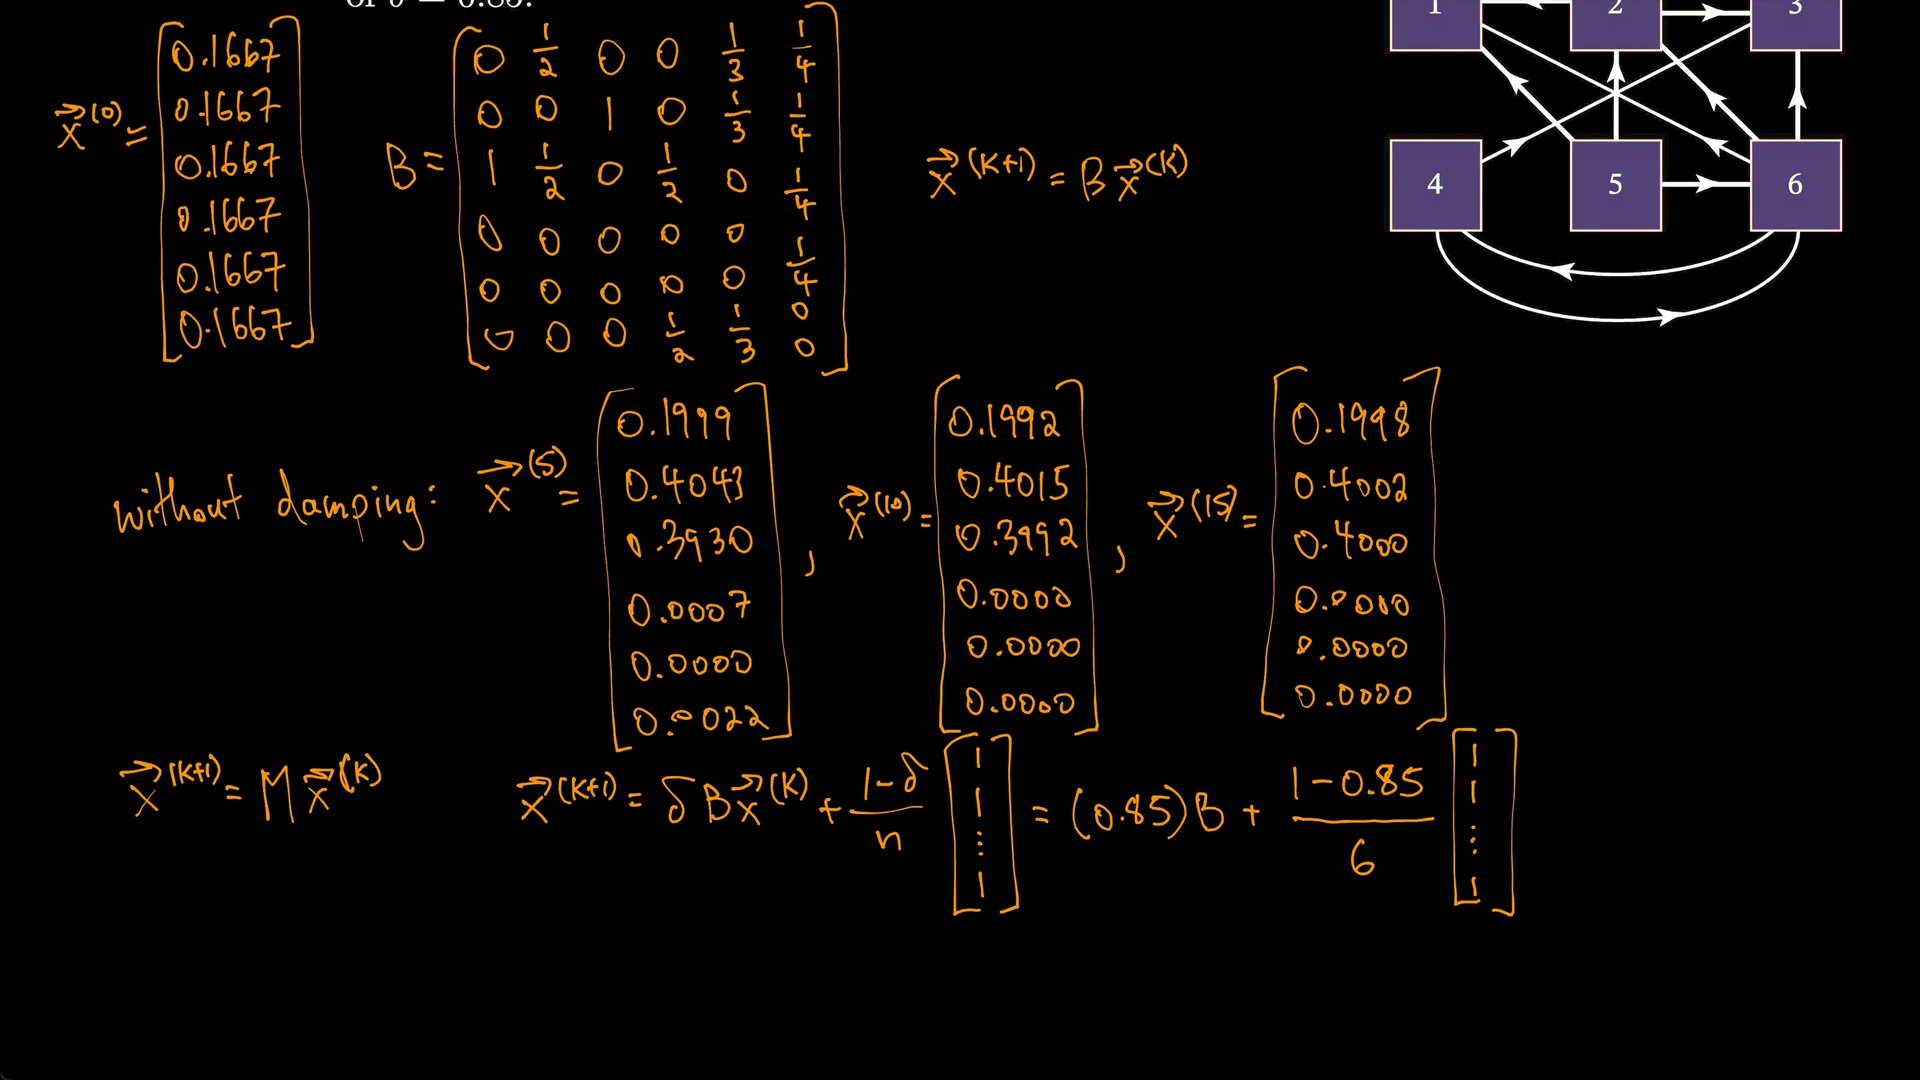 of δ = 0.85.
x⃗^(0) = [0.1667; 0.1667; 0.1667; 0.1667; 0.1667; 0.1667]
B = [0 1/2 0 0 1/3 1/4; 0 0 1 0 1/3 1/4; 1 1/2 0 1/2 0 1/4; 0 0 0 0 0 1/4; 0 0 0 0 0 0; 0 0 0 1/2 1/3 0]
x⃗^(K+1) = B x⃗^(K)
1 2 3
4 5 6
without damping: x⃗^(5) = [0.1999; 0.4043; 0.3930; 0.0007; 0.0000; 0.0022], x⃗^(10) = [0.1992; 0.4015; 0.3992; 0.0000; 0.0000; 0.0000], x⃗^(15) = [0.1998; 0.4002; 0.4000; 0.0000; 0.0000; 0.0000]
x⃗^(K+1) = M x⃗^(K)
x⃗^(K+1) = δ B x⃗^(K) + (1-δ)/n [1; 1; ⋮; 1] = (0.85)B + (1-0.85)/6 [1; 1; ⋮; 1]